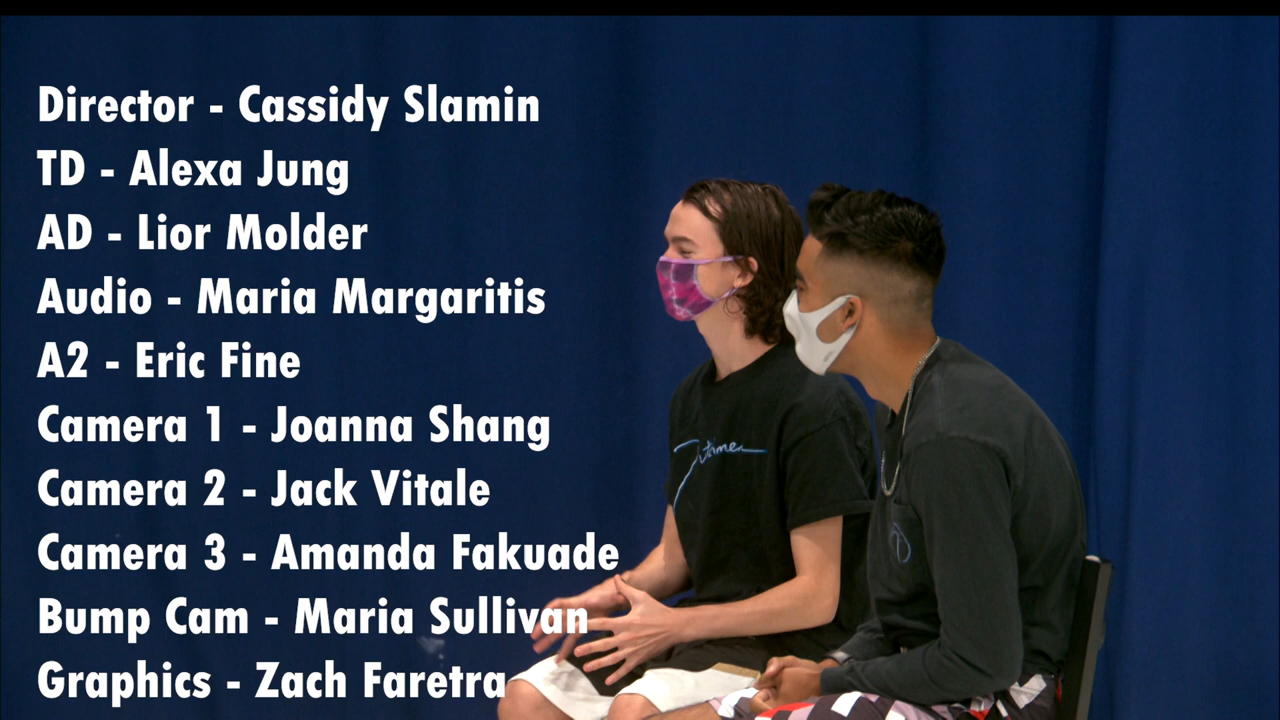 Director - Cassidy Slamin
TD - Alexa Jung
AD - Lior Molder
Audio - Maria Margaritis
A2 - Eric Fine
Camera 1 - Joanna Shang
Camera 2 - Jack Vitale
Camera 3 - Amanda Fakuade
Bump Cam - Maria Sullivan
Graphics - Zach Faretra